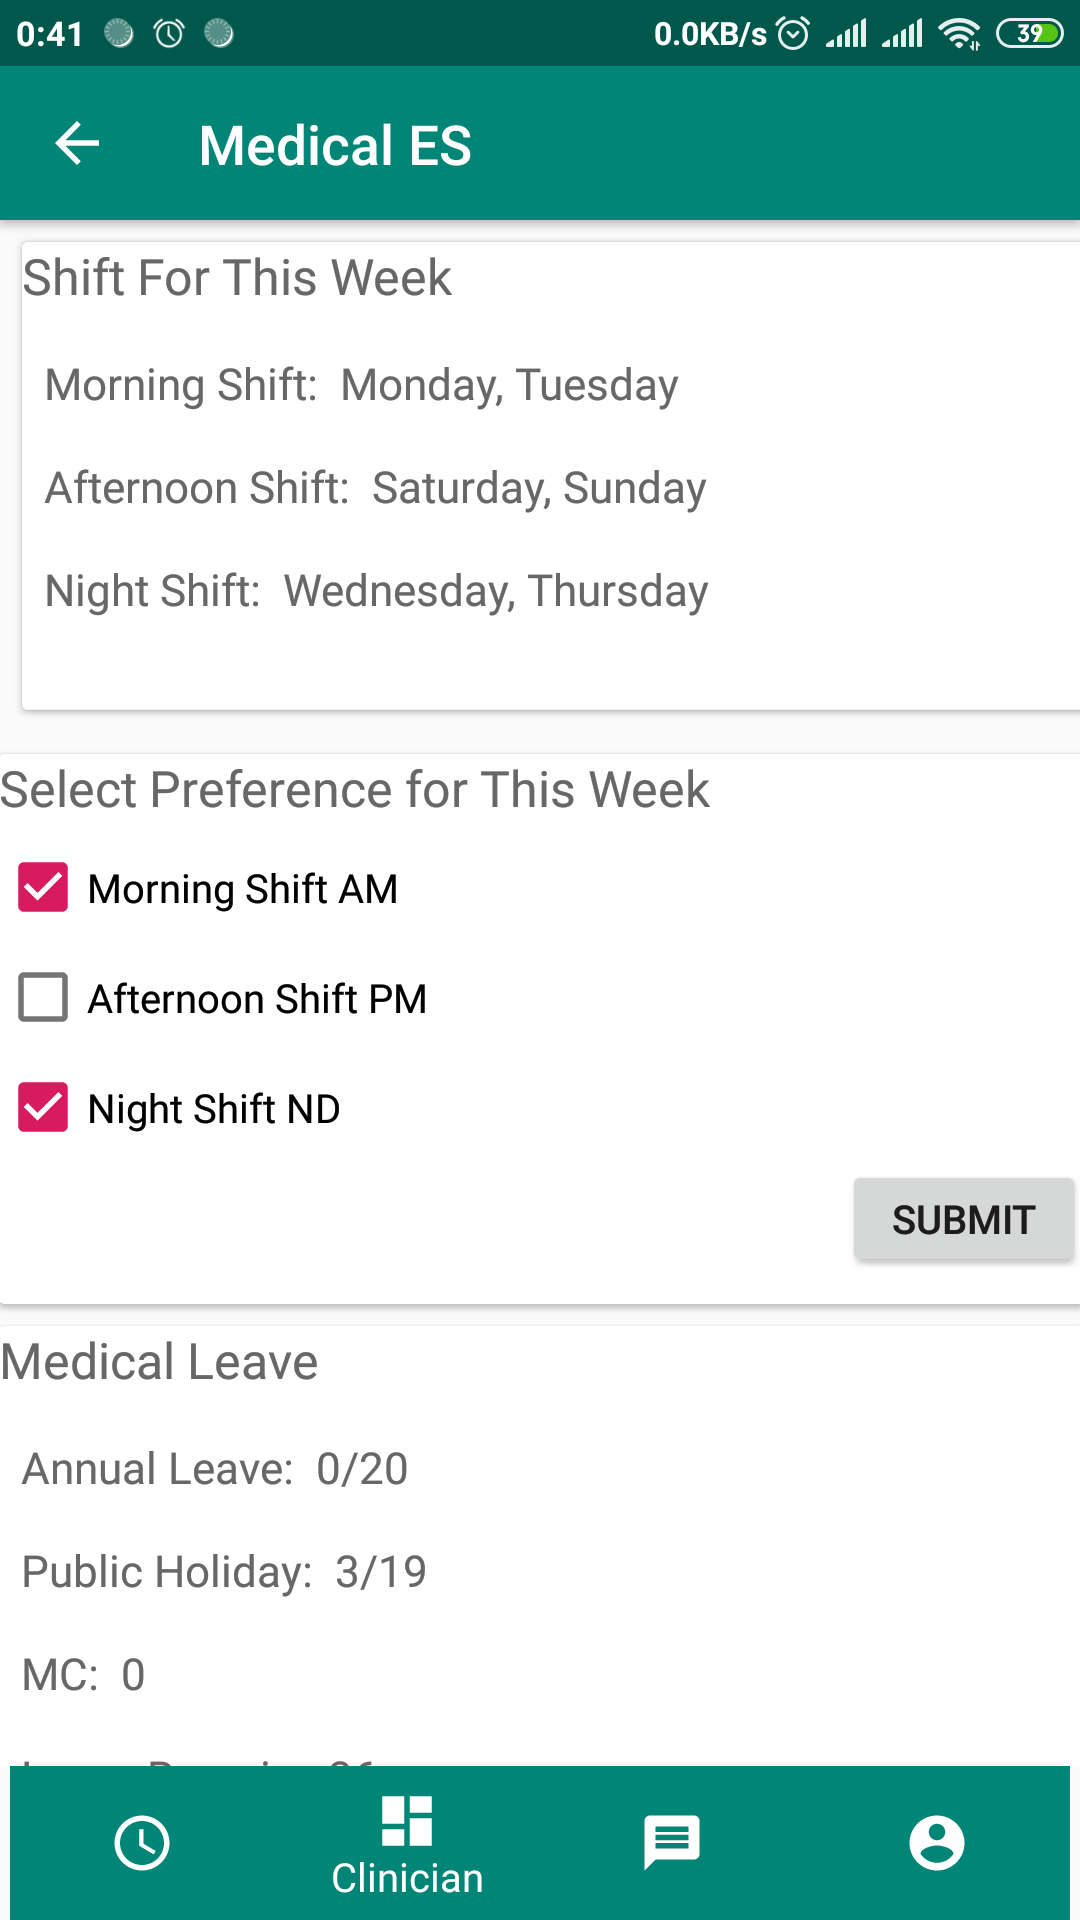 0:41 0.0KB/s 39
Medical ES
Shift For This Week
Morning Shift: Monday, Tuesday
Afternoon Shift: Saturday, Sunday
Night Shift: Wednesday, Thursday
Select Preference for This Week
Morning Shift AM
Afternoon Shift PM
Night Shift ND
SUBMIT
Medical Leave
Annual Leave: 0/20
Public Holiday: 3/19
MC: 0
Clinician